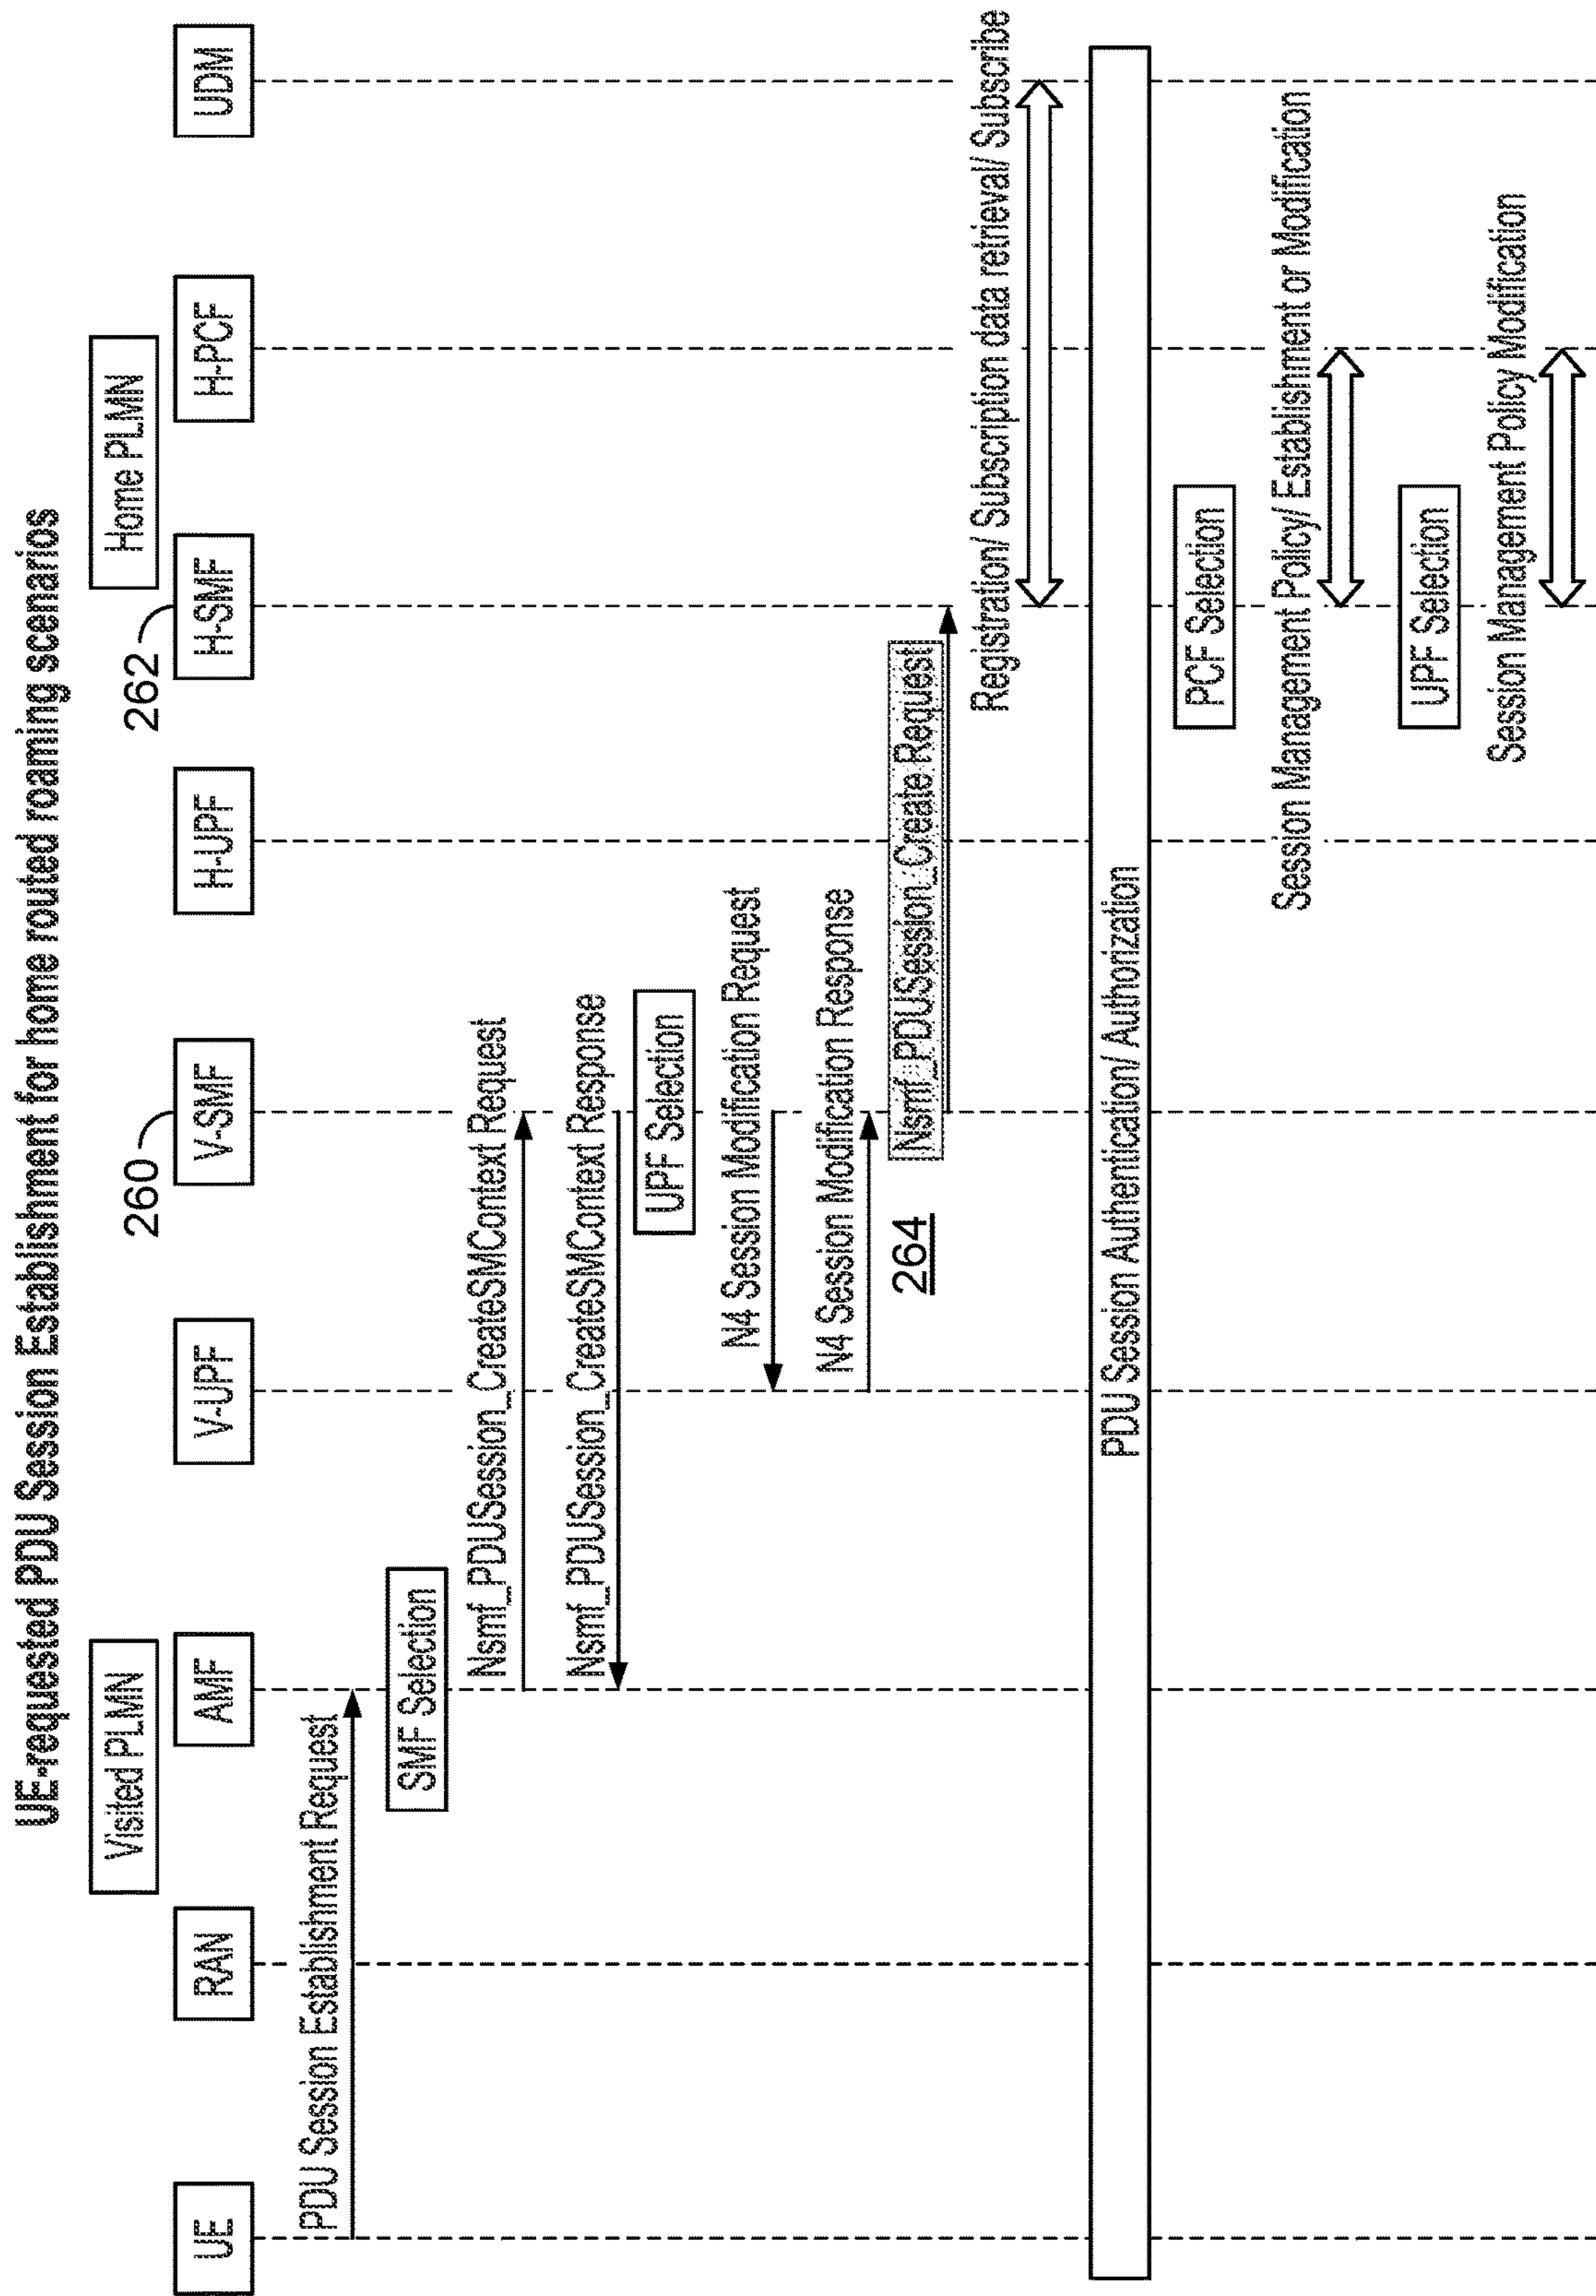 UE-requested PDU Session Establishment for home routed roaming scenarios
Visited PLMN
Home PLMN
260
262
UE
RAN
AMF
V-UPF
V-SMF
H-UPF
H-SMF
H-PCF
UDM
PDU Session Establishment Request
SMF Selection
Nsmf_PDUSession_CreateSMContext Request
Nsmf_PDUSession_CreateSMContext Response
UPF Selection
N4 Session Modification Request
N4 Session Modification Response
264
Nsmf_PDUSession_Create Request
Registration/ Subscription data retrieval/ Subscribe
PDU Session Authentication/ Authorization
PCF Selection
Session Management Policy/ Establishment or Modification
UPF Selection
Session Management Policy Modification